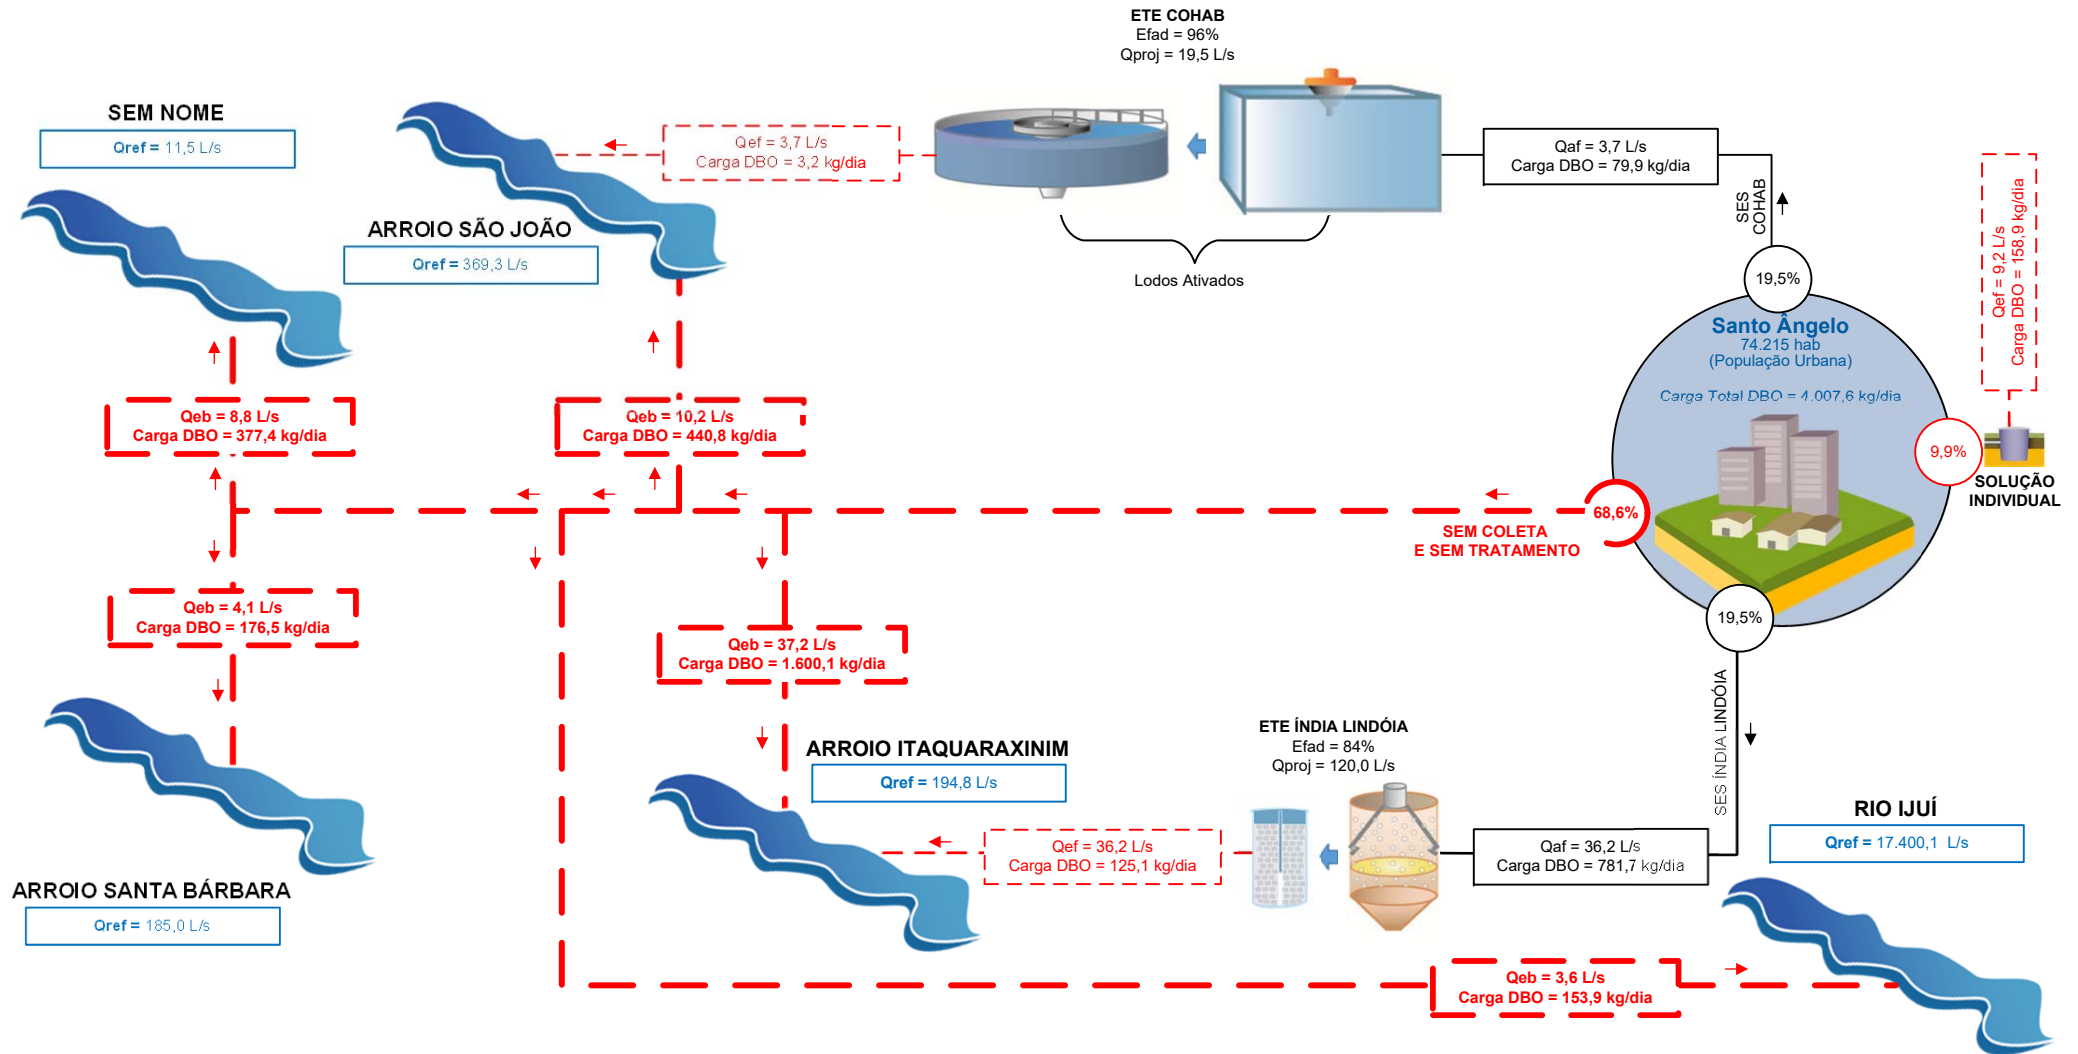 ETE COHAB
Efad = 96%
Qproj = 19,5 L/s
SEM NOME
Qref = 11,5 L/s
Qef = 3,7 L/s
Carga DBO = 3,2 kg/dia
Qaf = 3,7 L/s
Carga DBO = 79,9 kg/dia
SES
COHAB
Qef = 9,2 L/s
Carga DBO = 158,9 kg/dia
ARROIO SÃO JOÃO
Qref = 369,3 L/s
Lodos Ativados
19,5%
Santo Ângelo
74.215 hab
(População Urbana)
Carga Total DBO = 4.007,6 kg/dia
Qeb = 8,8 L/s
Carga DBO = 377,4 kg/dia
Qeb = 10,2 L/s
Carga DBO = 440,8 kg/dia
9,9%
SOLUÇÃO
INDIVIDUAL
68,6%
SEM COLETA
E SEM TRATAMENTO
Qeb = 4,1 L/s
Carga DBO = 176,5 kg/dia
19,5%
Qeb = 37,2 L/s
Carga DBO = 1.600,1 kg/dia
SES ÍNDIA LINDÓIA
ETE ÍNDIA LINDÓIA
Efad = 84%
Qproj = 120,0 L/s
ARROIO ITAQUARAXINIM
Qref = 194,8 L/s
RIO IJUÍ
Qref = 17.400,1 L/s
Qef = 36,2 L/s
Carga DBO = 125,1 kg/dia
Qaf = 36,2 L/s
Carga DBO = 781,7 kg/dia
ARROIO SANTA BÁRBARA
Qref = 185,0 L/s
Qeb = 3,6 L/s
Carga DBO = 153,9 kg/dia